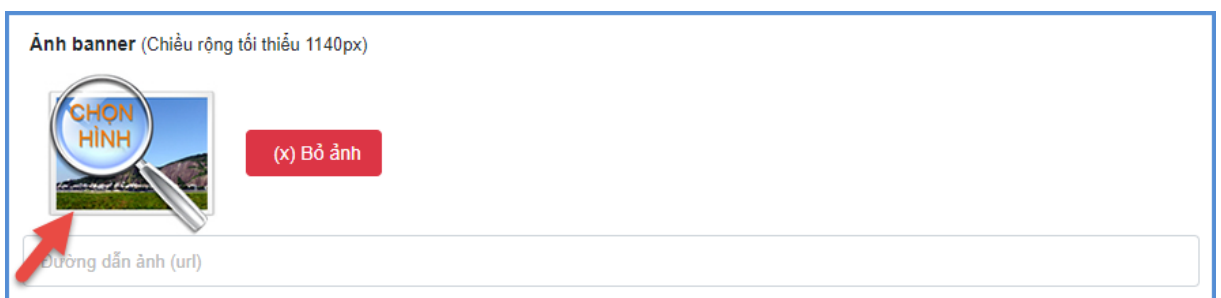 Ảnh banner (Chiều rộng tối thiểu 1140px)
CHỌN
HÌNH
(x) Bỏ ảnh
Đường dẫn ảnh (url)